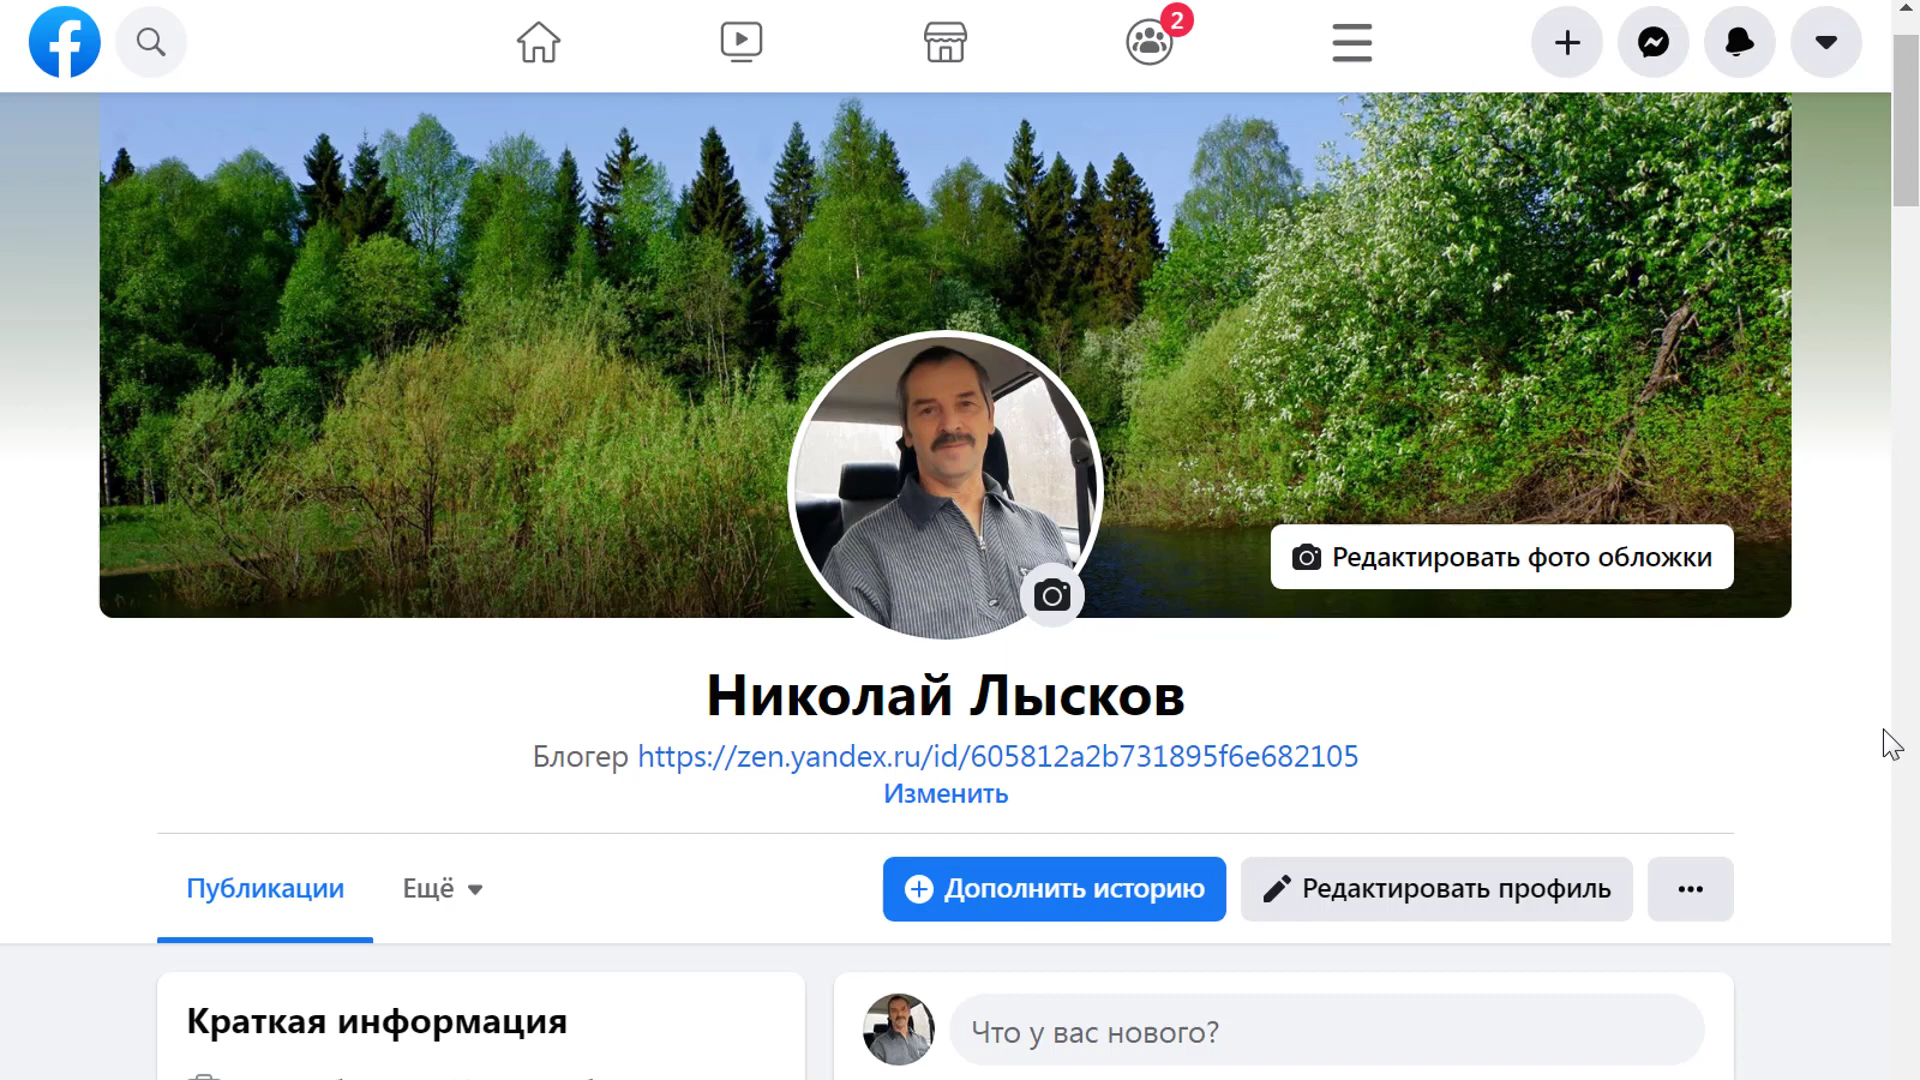 2
Редактировать фото обложки
Николай Лысков
Блогер https://zen.yandex.ru/id/605812a2b731895f6e682105
Изменить
Публикации Ещё Дополнить историю Редактировать профиль
Краткая информация
Что у вас нового?